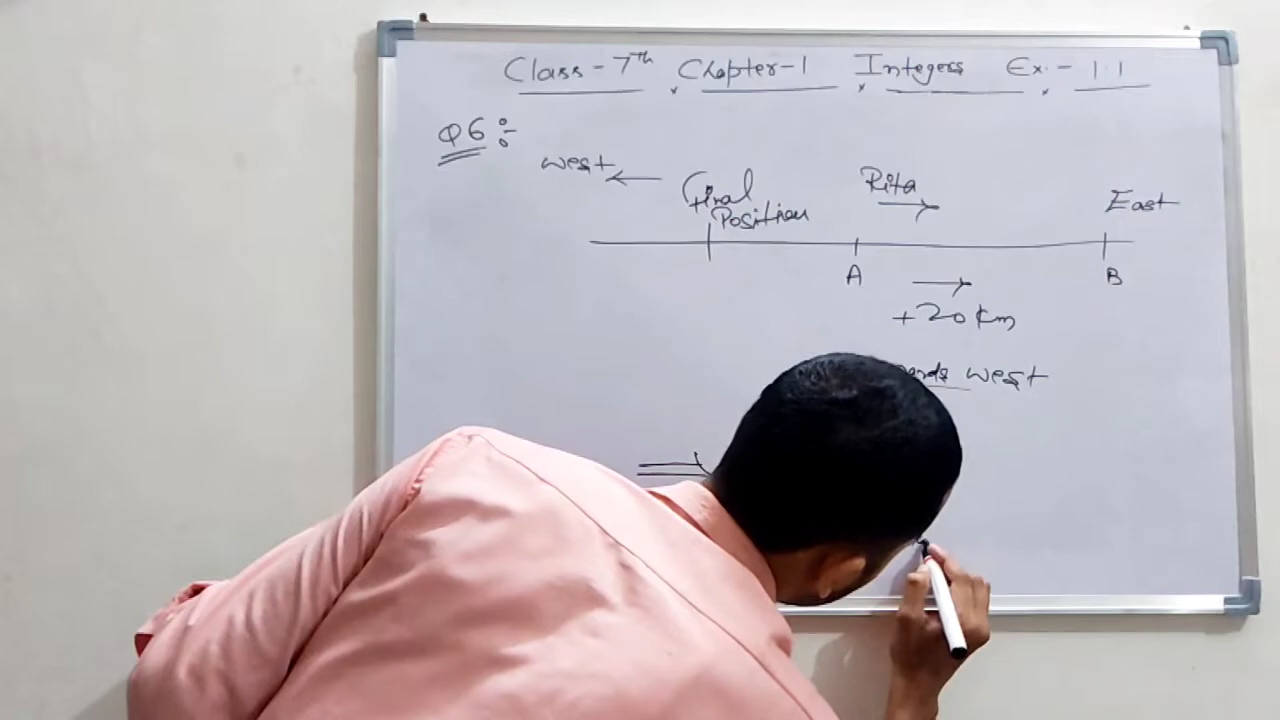 Class - 7th Chapter - 1 Integers Ex. - 1.1
Q6 :-
West
Final
Position
Rita
East
A
B
+20 Km
West